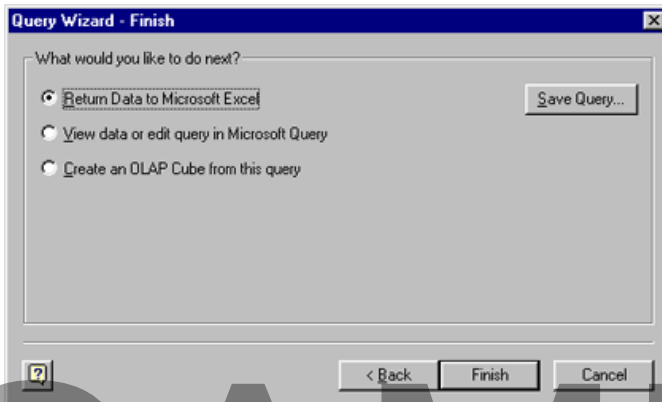 Query Wizard - Finish
What would you like to do next?
Return Data to Microsoft Excel
Save Query...
View data or edit query in Microsoft Query
Create an OLAP Cube from this query
?
< Back Finish Cancel